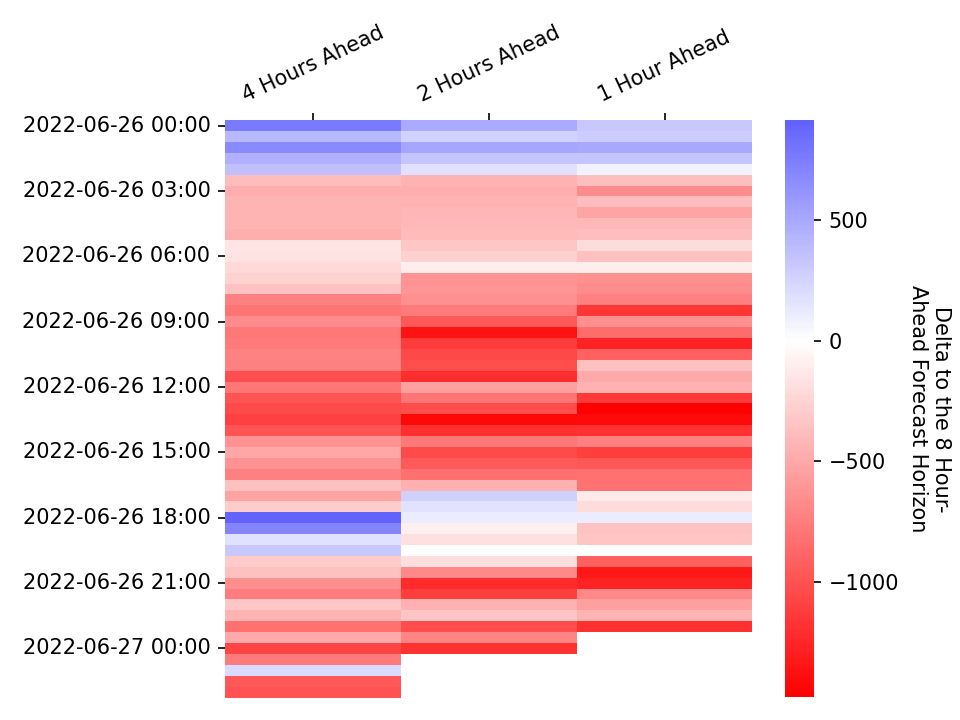 4 Hours Ahead
2 Hours Ahead
1 Hour Ahead
2022-06-26 00:00
2022-06-26 03:00
2022-06-26 06:00
2022-06-26 09:00
2022-06-26 12:00
2022-06-26 15:00
2022-06-26 18:00
2022-06-26 21:00
2022-06-27 00:00
500
0
−500
−1000
Delta to the 8 Hour-
Ahead Forecast Horizon